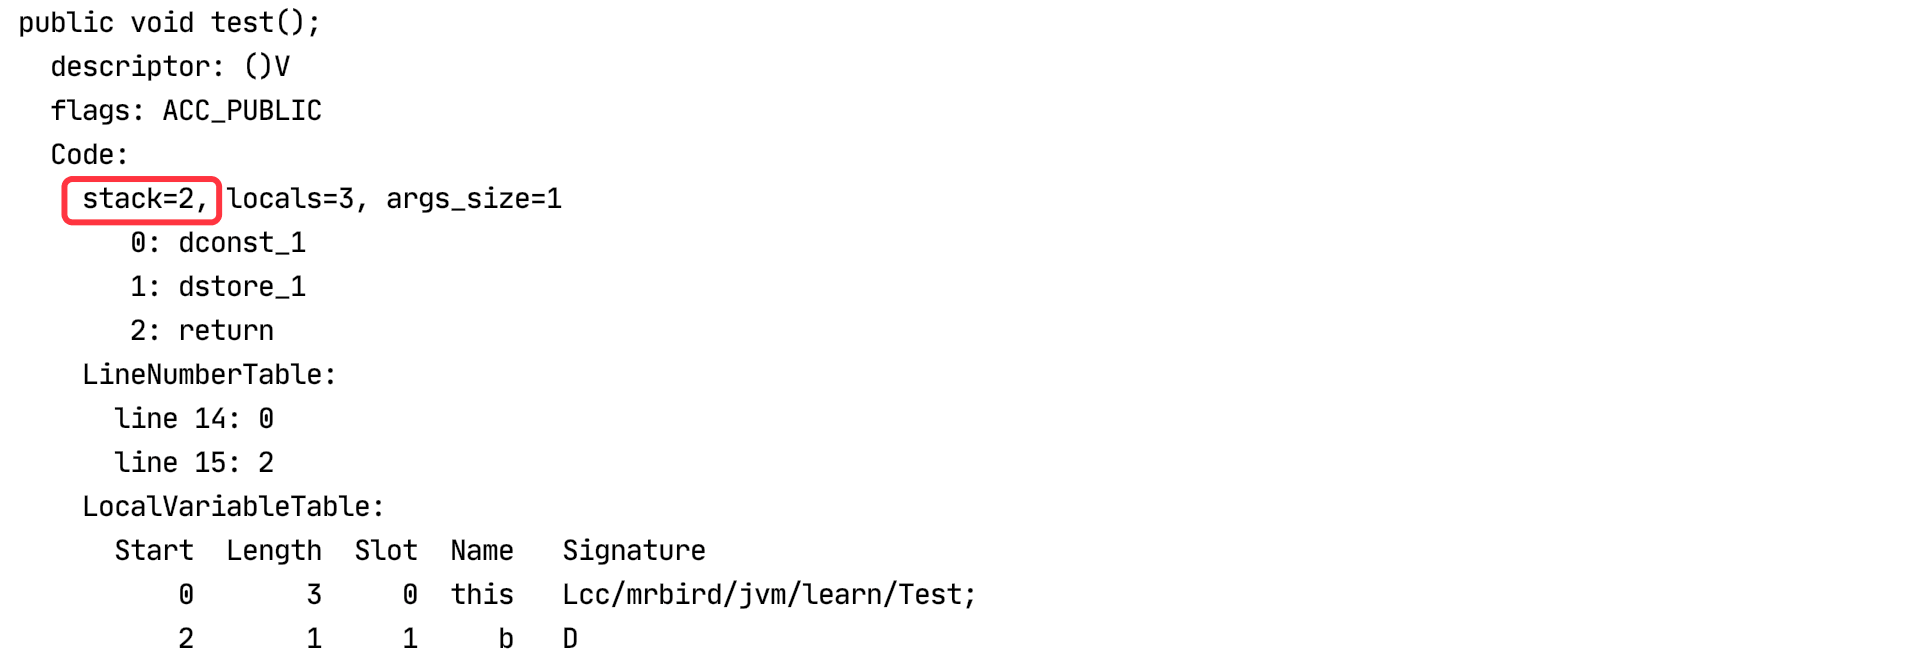 public void test();
descriptor: ()V
flags: ACC_PUBLIC
Code:
stack=2, locals=3, args_size=1
0: dconst_1
1: dstore_1
2: return
LineNumberTable:
line 14: 0
line 15: 2
LocalVariableTable:
Start Length Slot Name Signature
0 3 0 this Lcc/mrbird/jvm/learn/Test;
2 1 1 b D